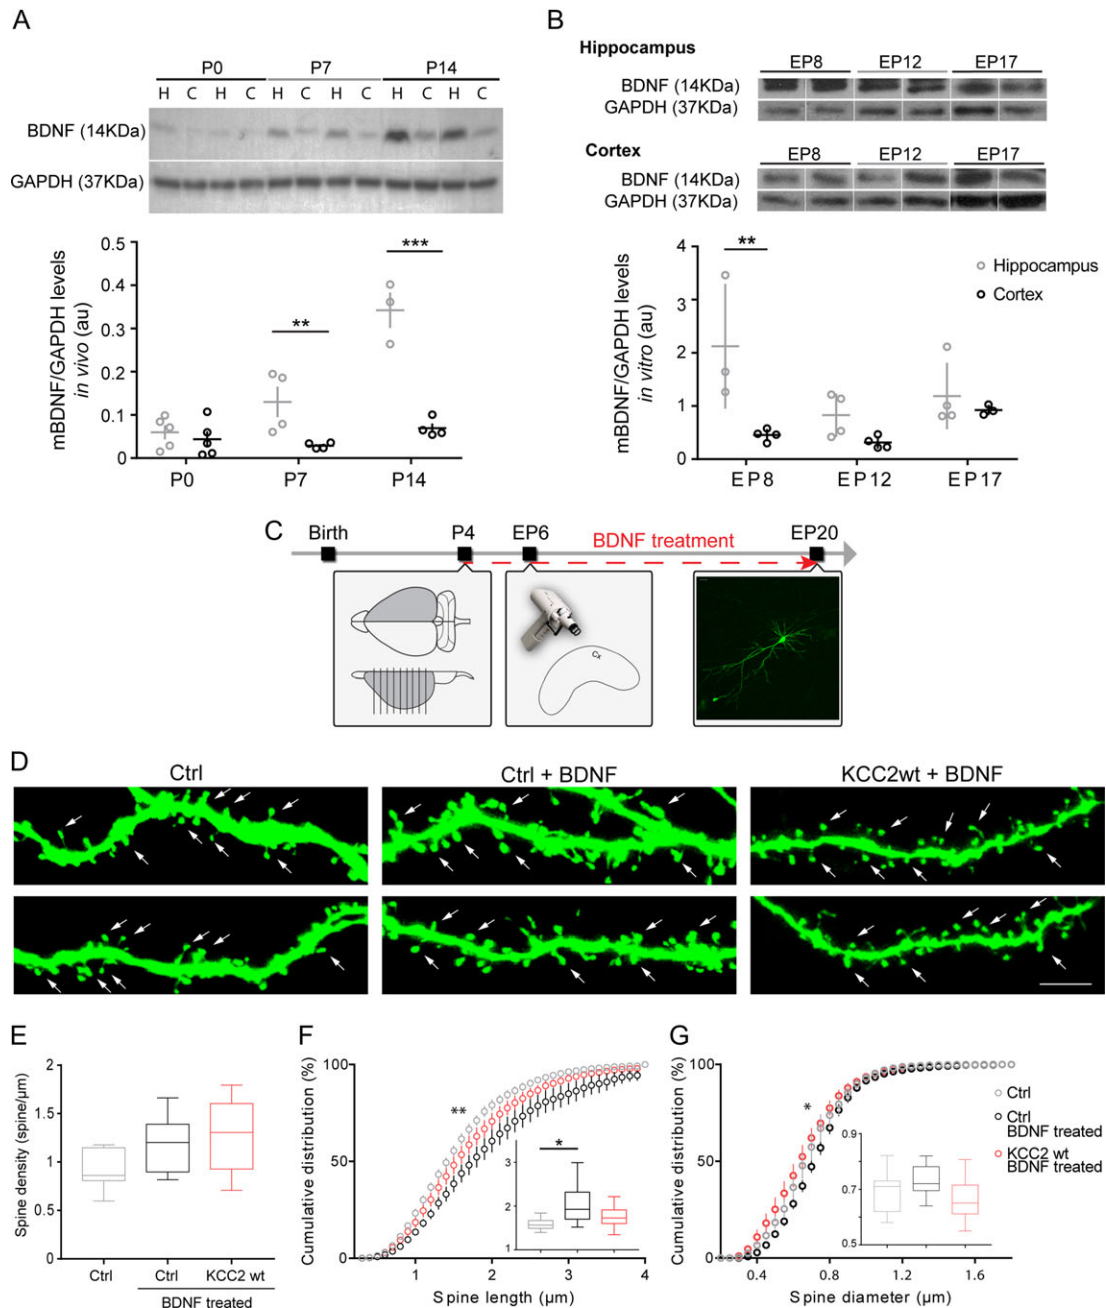 A
P0 P7 P14
H C H C H C H C H C H C
BDNF (14KDa)
GAPDH (37KDa)
mBDNF/GAPDH levels
in vivo (au)
0.5
0.4
0.3
0.2
0.1
0
**
***
P0 P7 P14
B
Hippocampus
EP8 EP12 EP17
BDNF (14KDa)
GAPDH (37KDa)
Cortex
EP8 EP12 EP17
BDNF (14KDa)
GAPDH (37KDa)
mBDNF/GAPDH levels
in vitro (au)
4
3
2
1
0
**
Hippocampus
Cortex
EP8 EP12 EP17
C
Birth P4 EP6 EP20
BDNF treatment
Cx
D
Ctrl Ctrl + BDNF KCC2wt + BDNF
E
Spine density (spine/µm)
2
1.5
1
0.5
0
Ctrl Ctrl KCC2 wt
BDNF treated
F
Cumulative distribution (%)
100
50
0
**
*
3
2
1
1 2 3 4
Spine length (µm)
G
Cumulative distribution (%)
100
50
0
*
0.9
0.7
0.5
0.4 0.8 1.2 1.6
Spine diameter (µm)
Ctrl
Ctrl
BDNF treated
KCC2 wt
BDNF treated